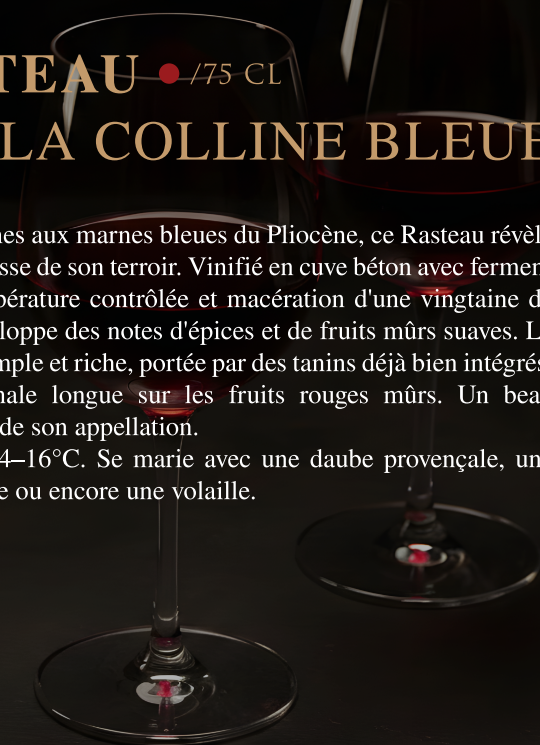 TEAU /75 CL
LA COLLINE BLEUE
nes aux marnes bleues du Pliocène, ce Rasteau révèl
sse de son terroir. Vinifié en cuve béton avec fermen
pérature contrôlée et macération d'une vingtaine d
loppe des notes d'épices et de fruits mûrs suaves. L
mple et riche, portée par des tanins déjà bien intégrés
nale longue sur les fruits rouges mûrs. Un bea
de son appellation.
4–16°C. Se marie avec une daube provençale, un
e ou encore une volaille.